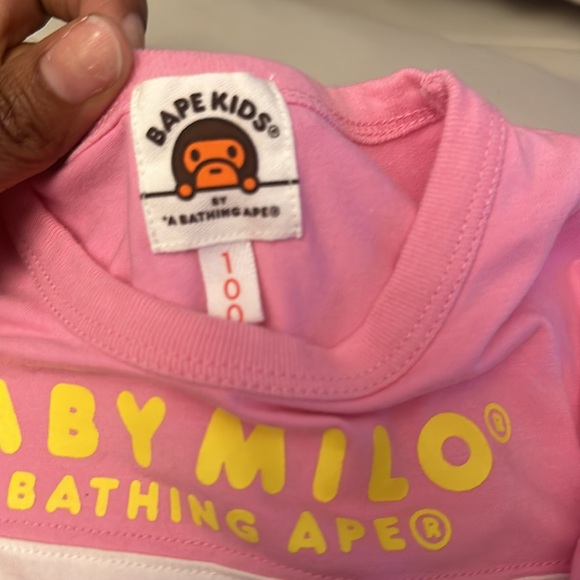 BAPE KIDS®
BY
"A BATHING APE®
100
ABY MILO®
BATHING APE®